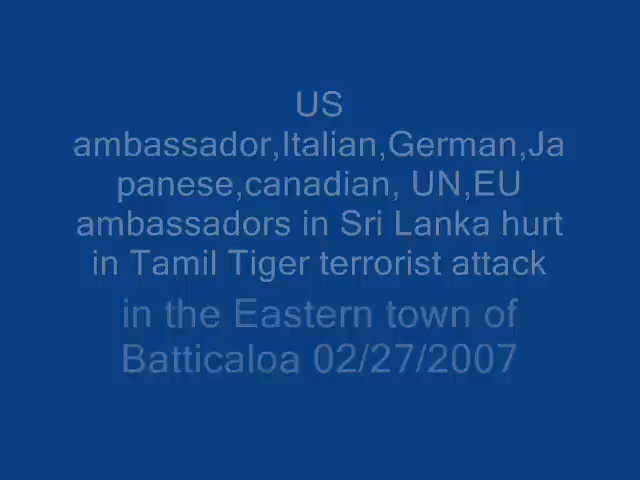 US
ambassador,Italian,German,Ja
panese,canadian, UN,EU
ambassadors in Sri Lanka hurt
in Tamil Tiger terrorist attack
in the Eastern town of
Batticaloa 02/27/2007